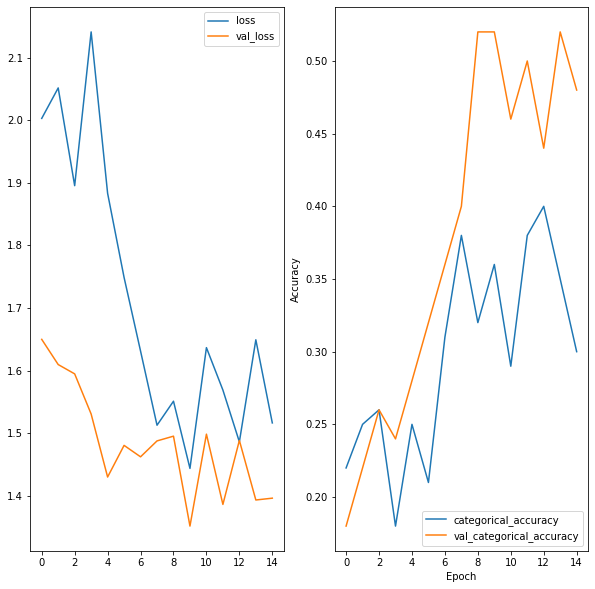 loss
val_loss
2.1
2.0
1.9
1.8
1.7
1.6
1.5
1.4
0 2 4 6 8 10 12 14
Accuracy
0.50
0.45
0.40
0.35
0.30
0.25
0.20
categorical_accuracy
val_categorical_accuracy
0 2 4 6 8 10 12 14
Epoch